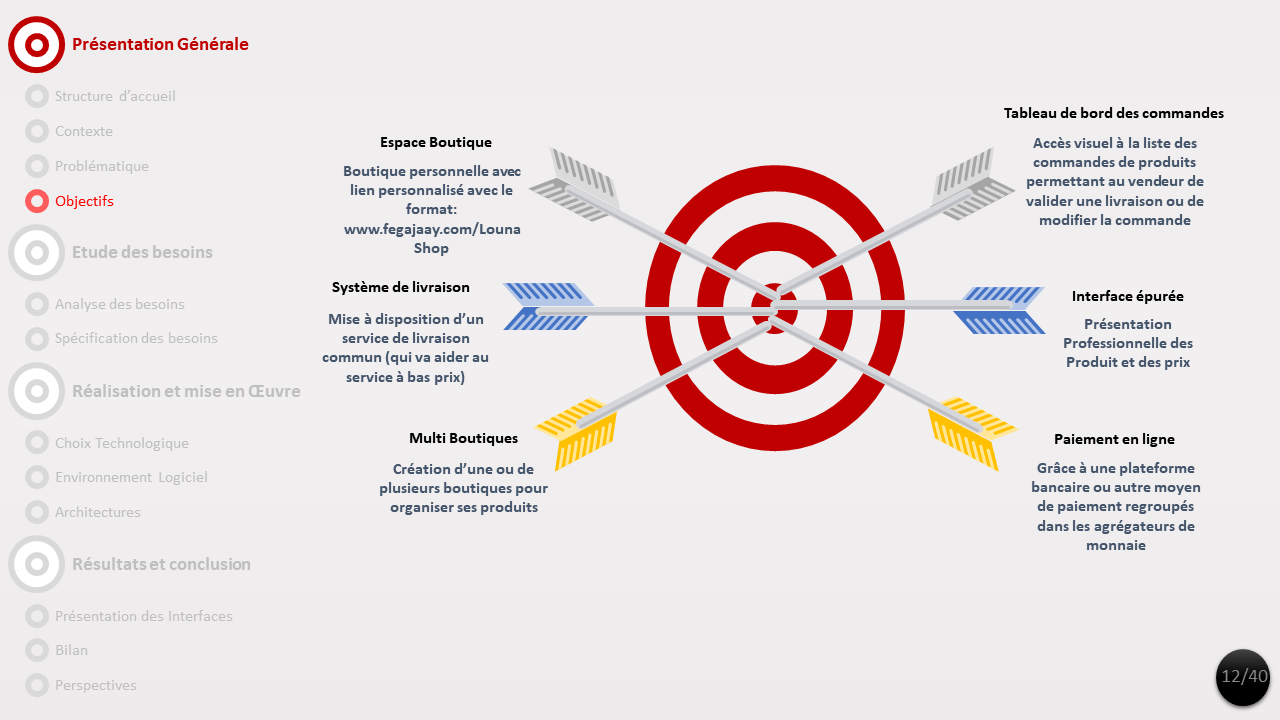 Présentation Générale
Structure d’accueil
Contexte
Problématique
Objectifs
Etude des besoins
Analyse des besoins
Spécification des besoins
Réalisation et mise en Œuvre
Choix Technologique
Environnement Logiciel
Architectures
Résultats et conclusion
Présentation des Interfaces
Bilan
Perspectives
Espace Boutique
Boutique personnelle avec
lien personnalisé avec le
format:
www.fegajaay.com/Louna
Shop
Système de livraison
Mise à disposition d’un
service de livraison
commun (qui va aider au
service à bas prix)
Multi Boutiques
Création d’une ou de
plusieurs boutiques pour
organiser ses produits
Tableau de bord des commandes
Accès visuel à la liste des
commandes de produits
permettant au vendeur de
valider une livraison ou de
modifier la commande
Interface épurée
Présentation
Professionnelle des
Produit et des prix
Paiement en ligne
Grâce à une plateforme
bancaire ou autre moyen
de paiement regroupés
dans les agrégateurs de
monnaie
12/40